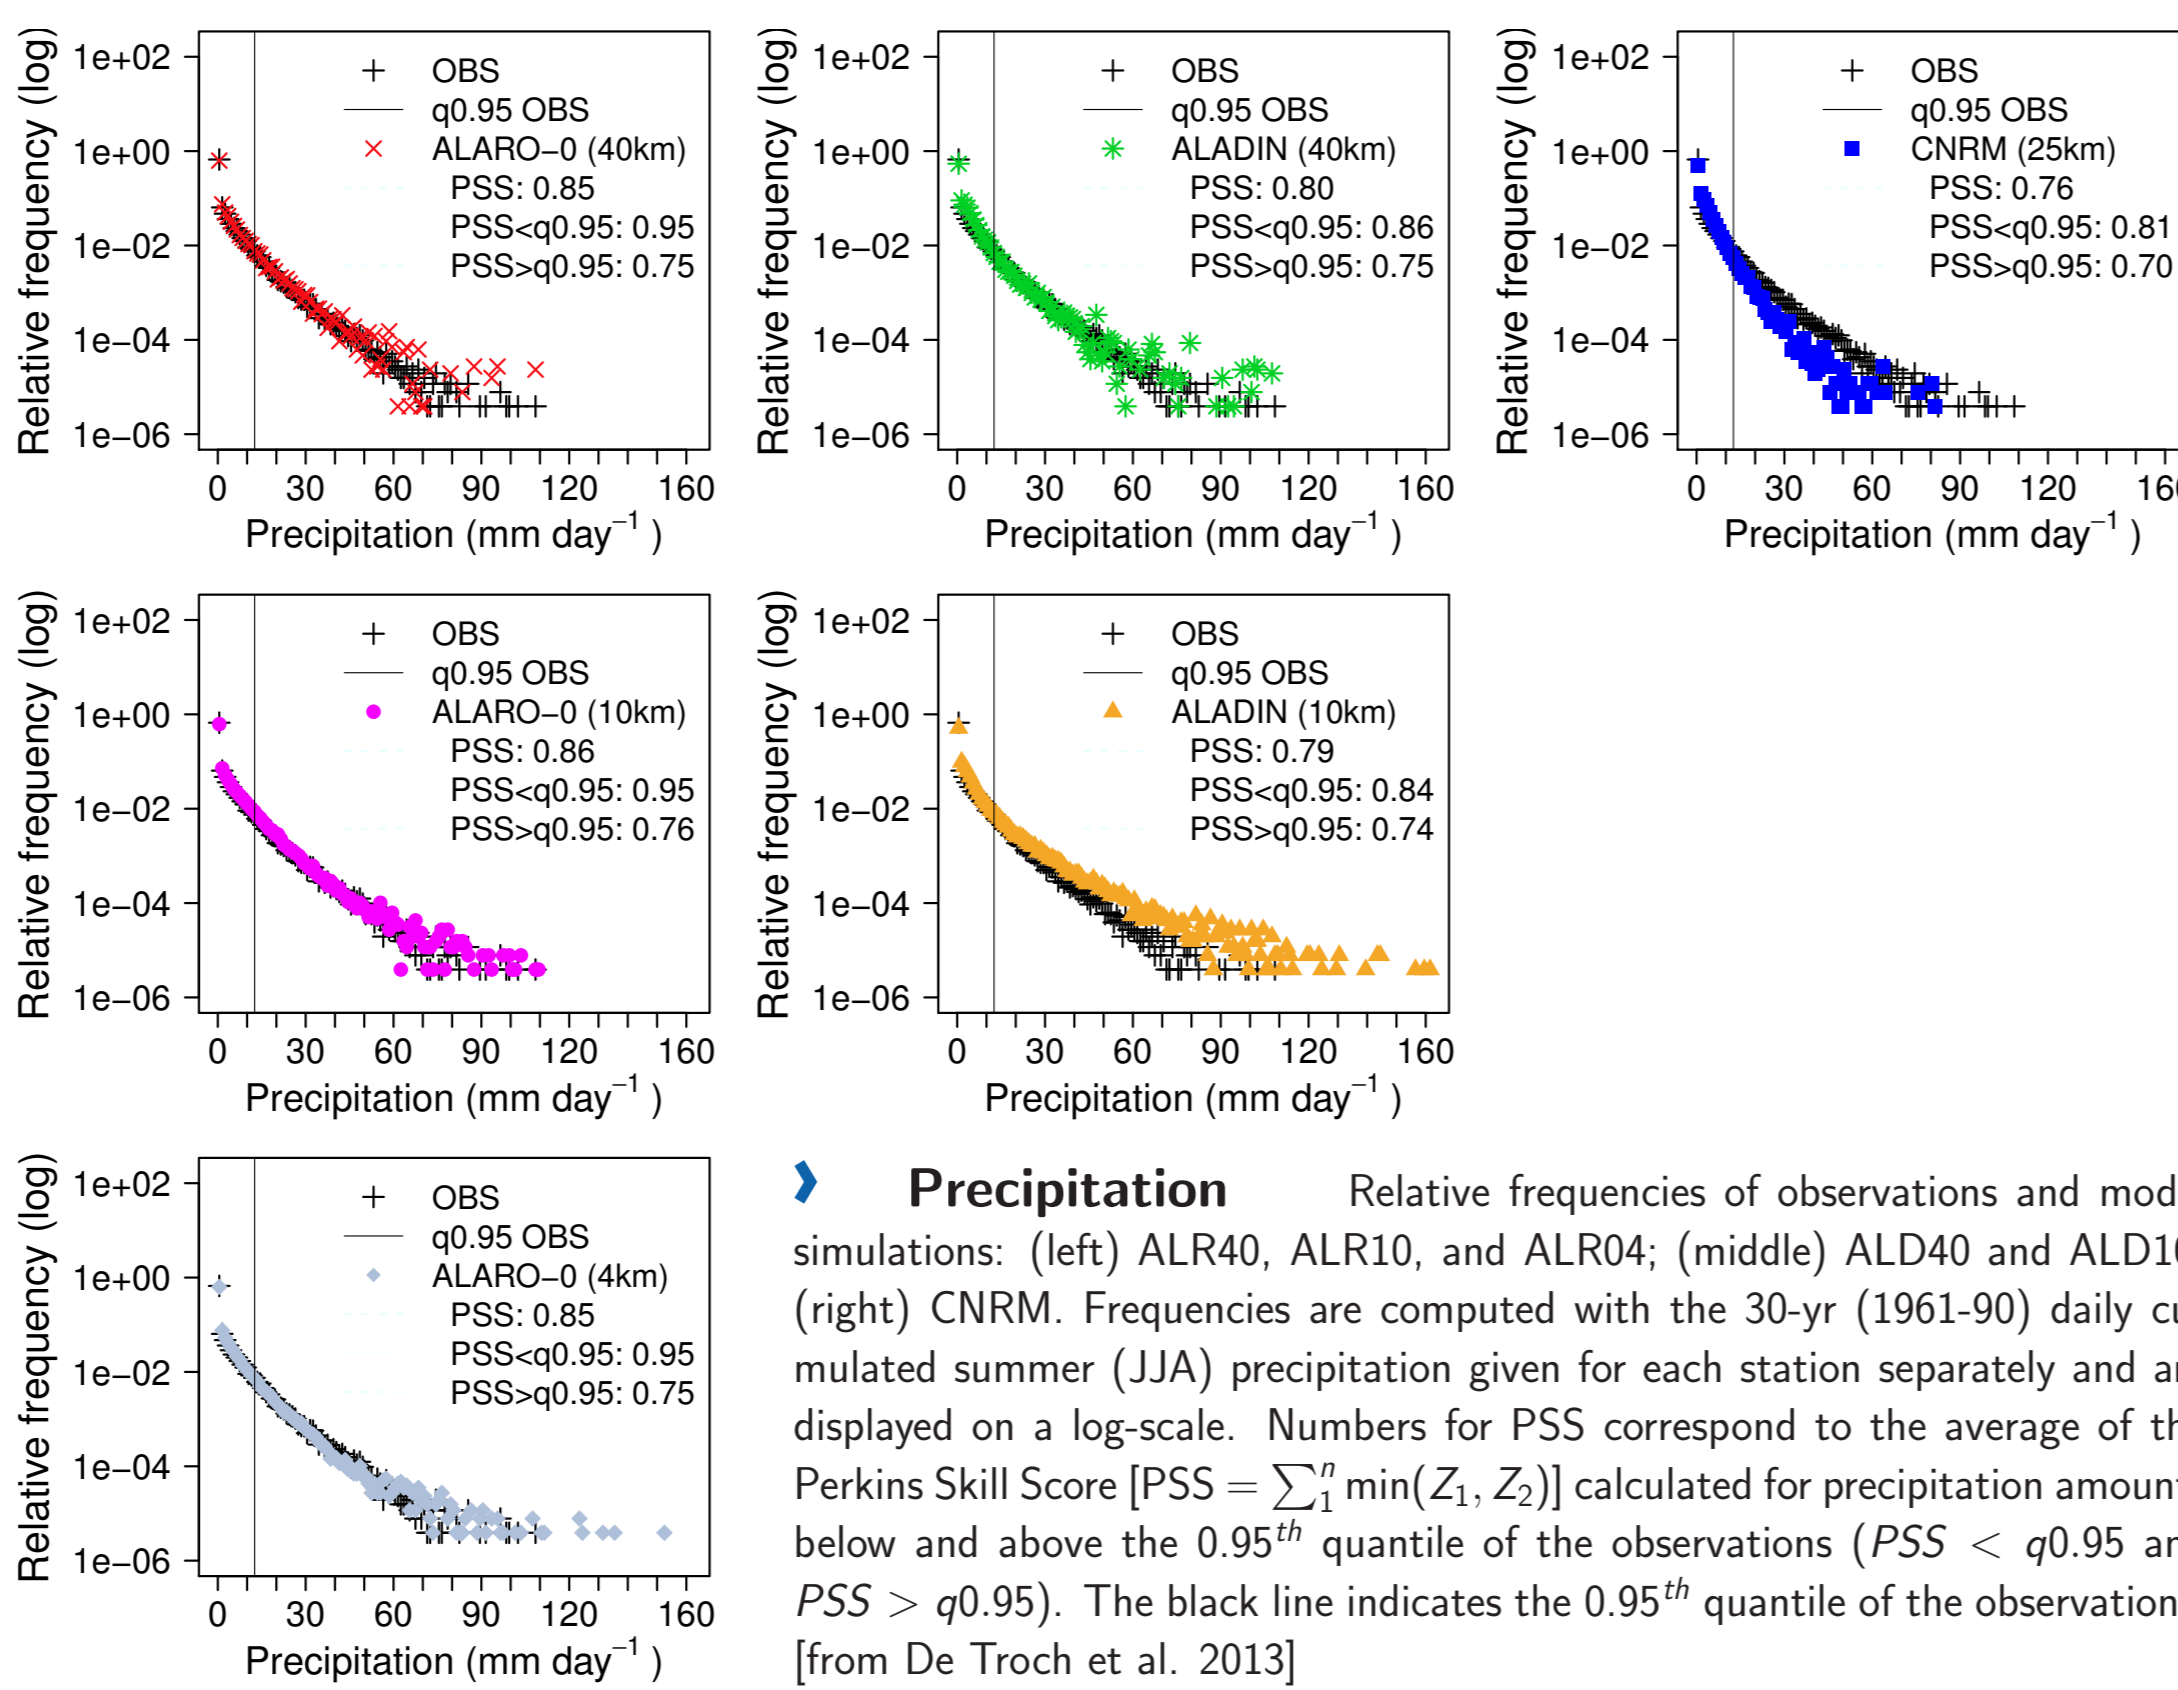 Relative frequency (log)
1e+02
1e+00
1e−02
1e−04
1e−06
OBS
q0.95 OBS
ALARO−0 (40km)
PSS: 0.85
PSS<q0.95: 0.95
PSS>q0.95: 0.75
0 30 60 90 120 160
Precipitation (mm day−1 )
Relative frequency (log)
1e+02
1e+00
1e−02
1e−04
1e−06
OBS
q0.95 OBS
ALADIN (40km)
PSS: 0.80
PSS<q0.95: 0.86
PSS>q0.95: 0.75
0 30 60 90 120 160
Precipitation (mm day−1 )
Relative frequency (log)
1e+02
1e+00
1e−02
1e−04
1e−06
OBS
q0.95 OBS
CNRM (25km)
PSS: 0.76
PSS<q0.95: 0.81
PSS>q0.95: 0.70
0 30 60 90 120
Precipitation (mm day−1 )
Relative frequency (log)
1e+02
1e+00
1e−02
1e−04
1e−06
OBS
q0.95 OBS
ALARO−0 (10km)
PSS: 0.86
PSS<q0.95: 0.95
PSS>q0.95: 0.76
0 30 60 90 120 160
Precipitation (mm day−1 )
Relative frequency (log)
1e+02
1e+00
1e−02
1e−04
1e−06
OBS
q0.95 OBS
ALADIN (10km)
PSS: 0.79
PSS<q0.95: 0.84
PSS>q0.95: 0.74
0 30 60 90 120 160
Precipitation (mm day−1 )
Relative frequency (log)
1e+02
1e+00
1e−02
1e−04
1e−06
OBS
q0.95 OBS
ALARO−0 (4km)
PSS: 0.85
PSS<q0.95: 0.95
PSS>q0.95: 0.75
0 30 60 90 120 160
Precipitation (mm day−1 )
Precipitation Relative frequencies of observations and mod
simulations: (left) ALR40, ALR10, and ALR04; (middle) ALD40 and ALD10
(right) CNRM. Frequencies are computed with the 30-yr (1961-90) daily cu
mulated summer (JJA) precipitation given for each station separately and ar
displayed on a log-scale. Numbers for PSS correspond to the average of th
Perkins Skill Score [PSS = ∑1n min(Z1, Z2)] calculated for precipitation amount
below and above the 0.95th quantile of the observations (PSS < q0.95 an
PSS > q0.95). The black line indicates the 0.95th quantile of the observation
[from De Troch et al. 2013]